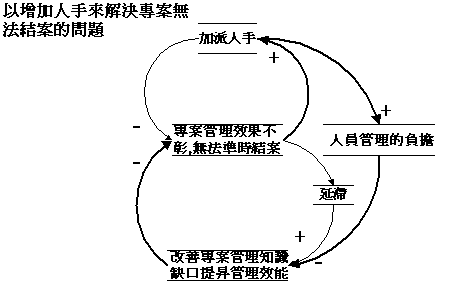 以增加人手來解決專案無
法結案的問題
加派人手
+
+
-
專案管理效果不
彰,無法準時結案
人員管理的負擔
-
延滯
+
-
改善專案管理知識
缺口提昇管理效能